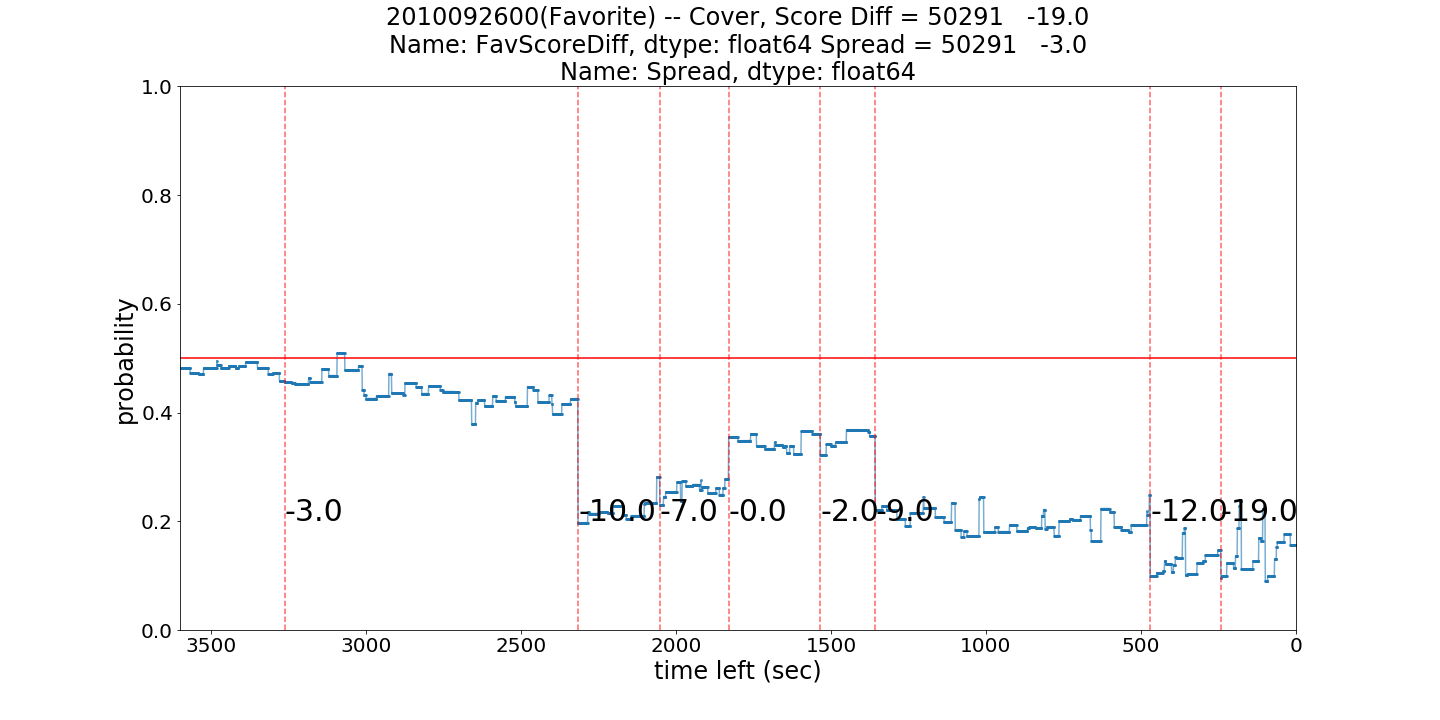 2010092600(Favorite) -- Cover, Score Diff = 50291   -19.0
Name: FavScoreDiff, dtype: float64 Spread = 50291   -3.0
Name: Spread, dtype: float64
1.0
0.8
0.6
0.4
0.2
0.0
probability
-3.0
-10.0
-7.0
-0.0
-2.0
-9.0
-12.0
-19.0
3500 3000 2500 2000 1500 1000 500 0
time left (sec)